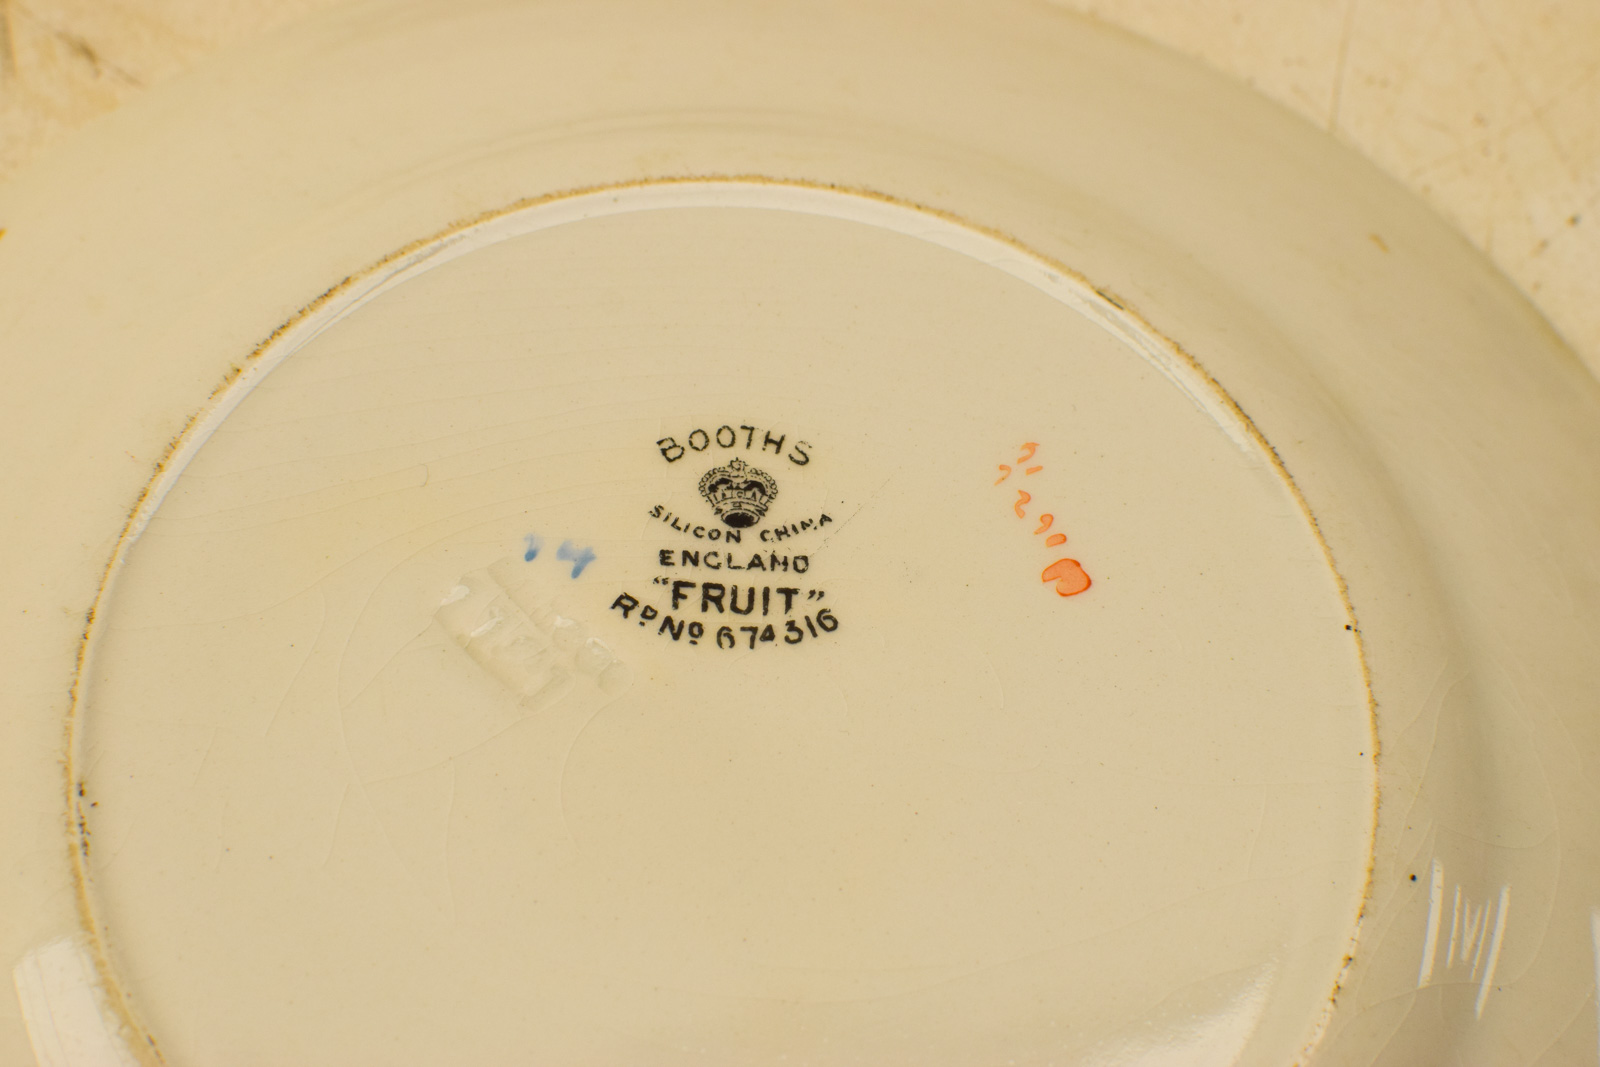 BOOTHS
SILICON CHINA
ENGLAND
"FRUIT"
Rᴰ Nº 674316